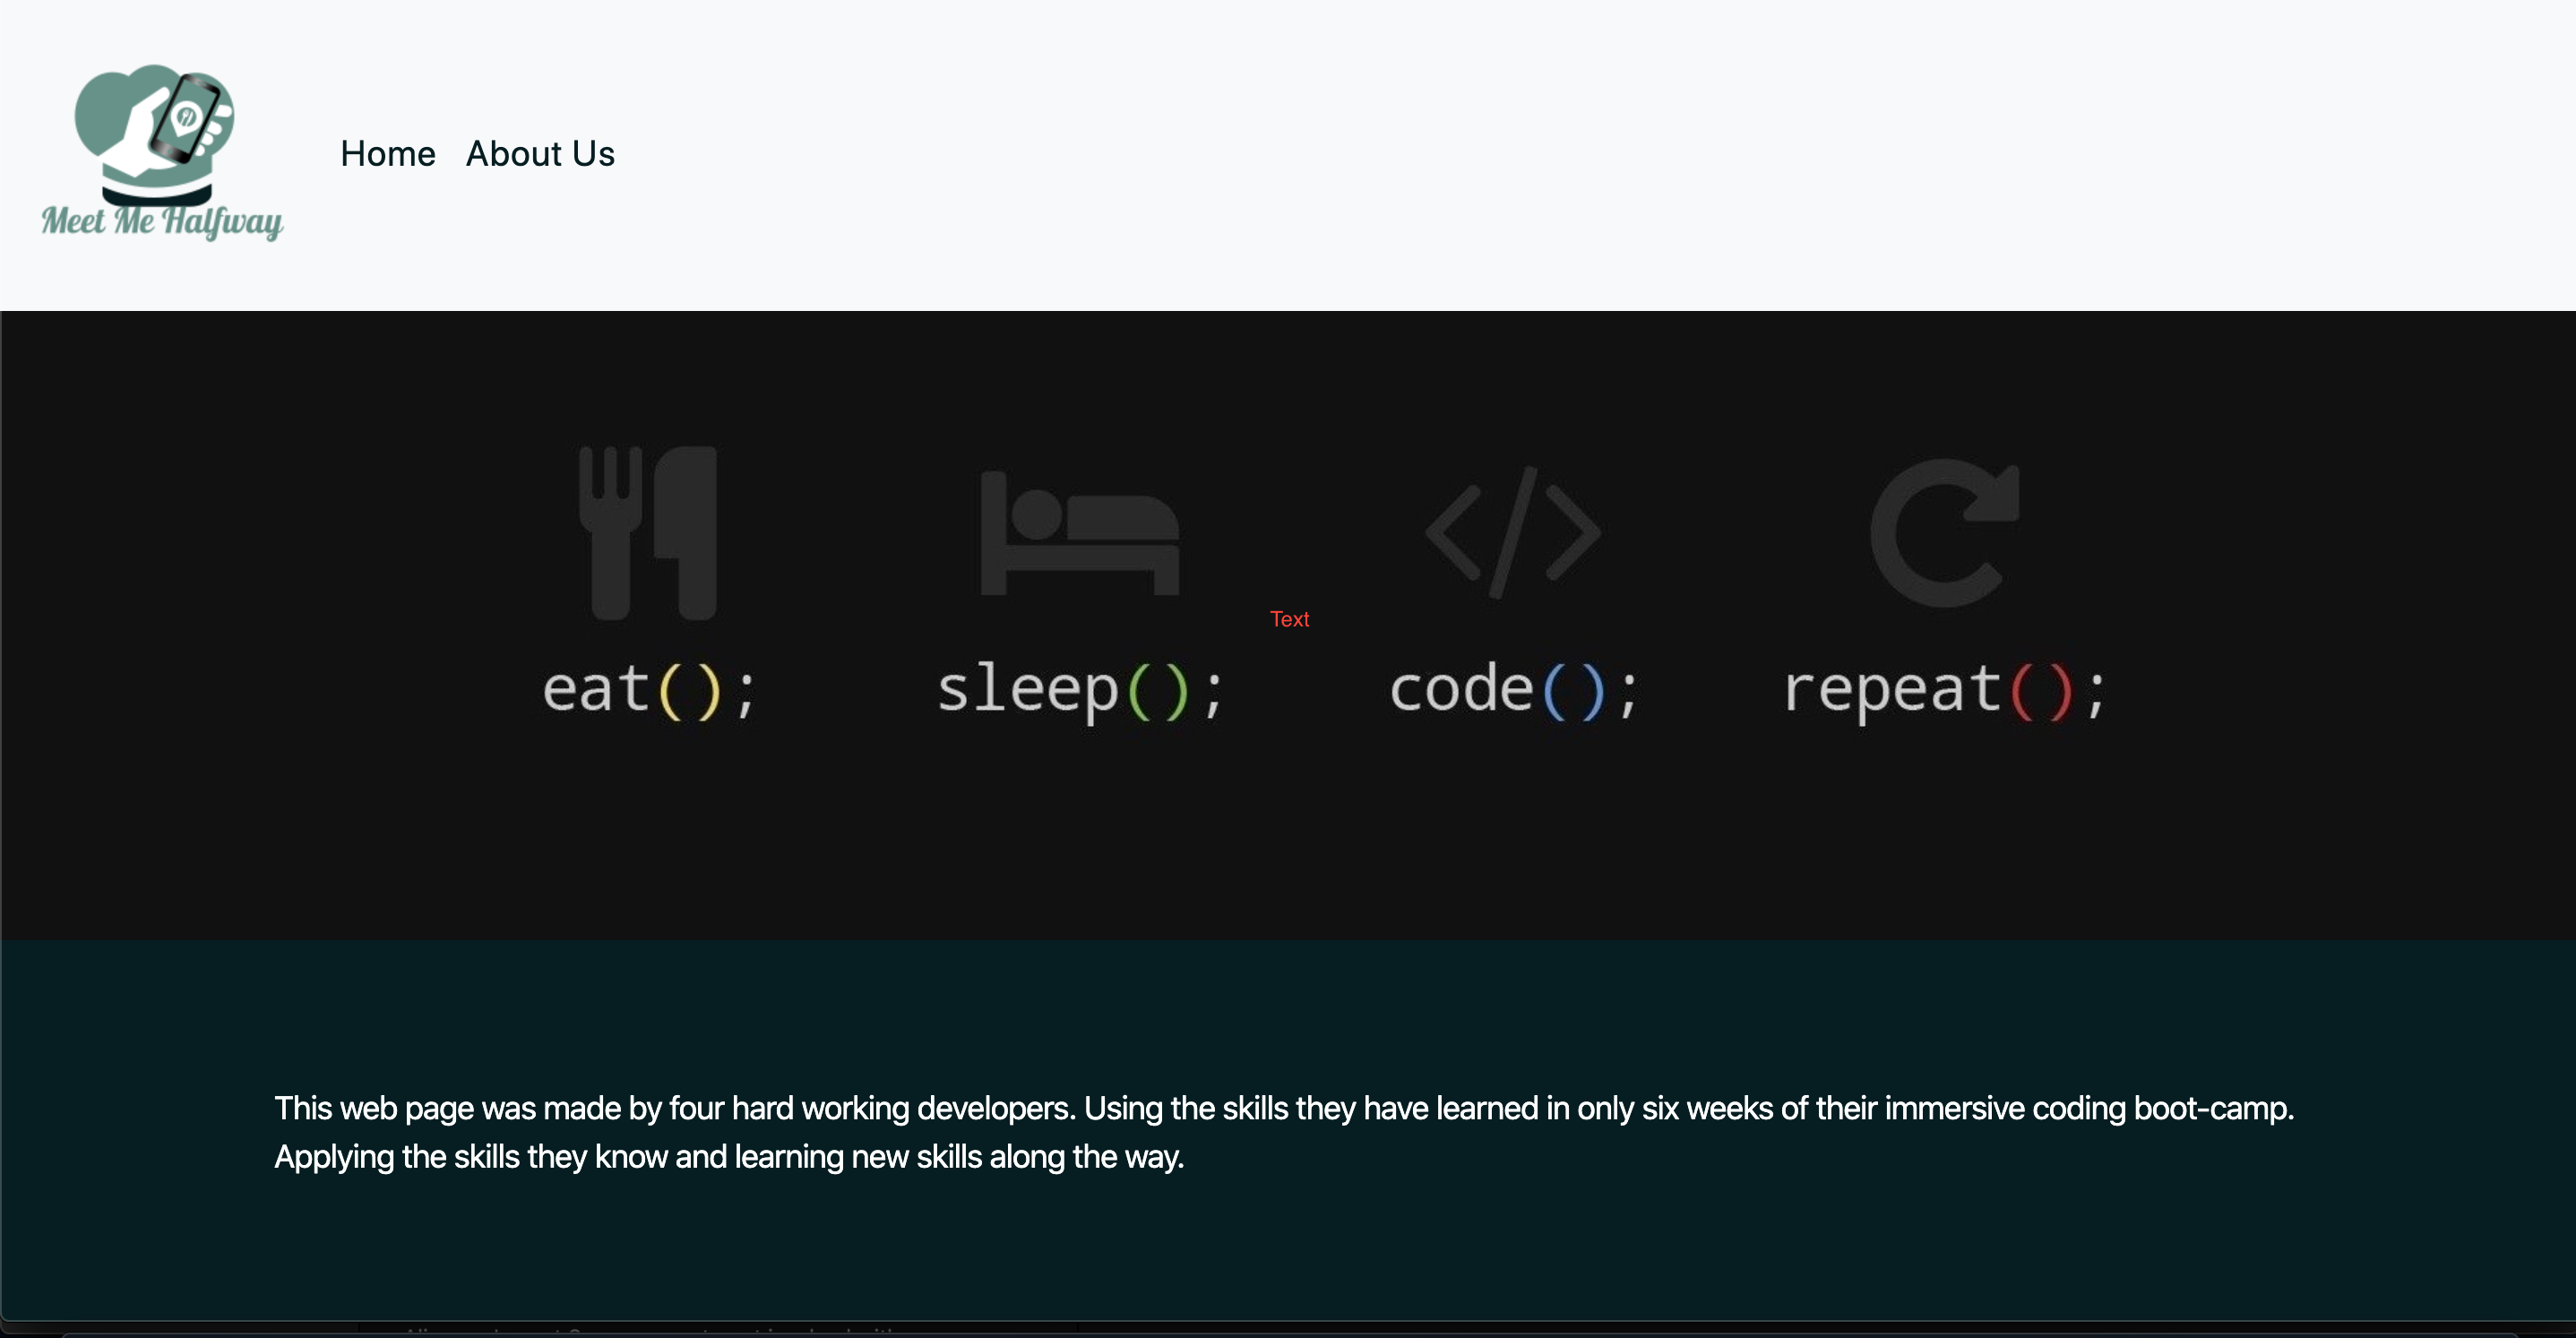 Meet Me Halfway
Home About Us
Text
eat(); sleep(); code(); repeat();
This web page was made by four hard working developers. Using the skills they have learned in only six weeks of their immersive coding boot-camp.
Applying the skills they know and learning new skills along the way.